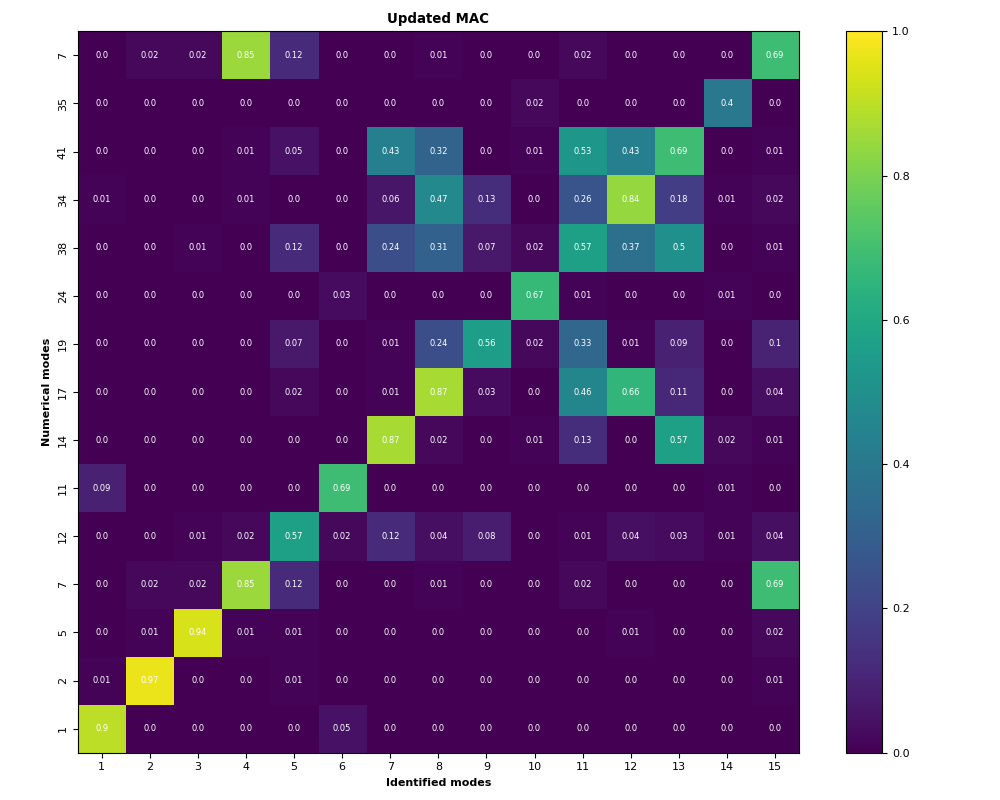 Updated MAC
7 0.0 0.02 0.02 0.85 0.12 0.0 0.0 0.01 0.0 0.0 0.02 0.0 0.0 0.0 0.69
35 0.0 0.0 0.0 0.0 0.0 0.0 0.0 0.0 0.0 0.02 0.0 0.0 0.0 0.4 0.0
41 0.0 0.0 0.0 0.01 0.05 0.0 0.43 0.32 0.0 0.01 0.53 0.43 0.69 0.0 0.01
34 0.01 0.0 0.0 0.01 0.0 0.0 0.06 0.47 0.13 0.0 0.26 0.84 0.18 0.01 0.02
38 0.0 0.0 0.01 0.0 0.12 0.0 0.24 0.31 0.07 0.02 0.57 0.37 0.5 0.0 0.01
24 0.0 0.0 0.0 0.0 0.0 0.03 0.0 0.0 0.0 0.67 0.01 0.0 0.0 0.01 0.0
19 0.0 0.0 0.0 0.0 0.07 0.0 0.01 0.24 0.56 0.02 0.33 0.01 0.09 0.0 0.1
17 0.0 0.0 0.0 0.0 0.02 0.0 0.01 0.87 0.03 0.0 0.46 0.66 0.11 0.0 0.04
14 0.0 0.0 0.0 0.0 0.0 0.0 0.87 0.02 0.0 0.01 0.13 0.0 0.57 0.02 0.01
11 0.09 0.0 0.0 0.0 0.0 0.69 0.0 0.0 0.0 0.0 0.0 0.0 0.0 0.01 0.0
12 0.0 0.0 0.01 0.02 0.57 0.02 0.12 0.04 0.08 0.0 0.01 0.04 0.03 0.01 0.04
7 0.0 0.02 0.02 0.85 0.12 0.0 0.0 0.01 0.0 0.0 0.02 0.0 0.0 0.0 0.69
5 0.0 0.01 0.94 0.01 0.01 0.0 0.0 0.0 0.0 0.0 0.0 0.01 0.0 0.0 0.02
2 0.01 0.97 0.0 0.0 0.01 0.0 0.0 0.0 0.0 0.0 0.0 0.0 0.0 0.0 0.01
1 0.9 0.0 0.0 0.0 0.0 0.05 0.0 0.0 0.0 0.0 0.0 0.0 0.0 0.0 0.0
1 2 3 4 5 6 7 8 9 10 11 12 13 14 15
Identified modes
Numerical modes
1.0
0.8
0.6
0.4
0.2
0.0